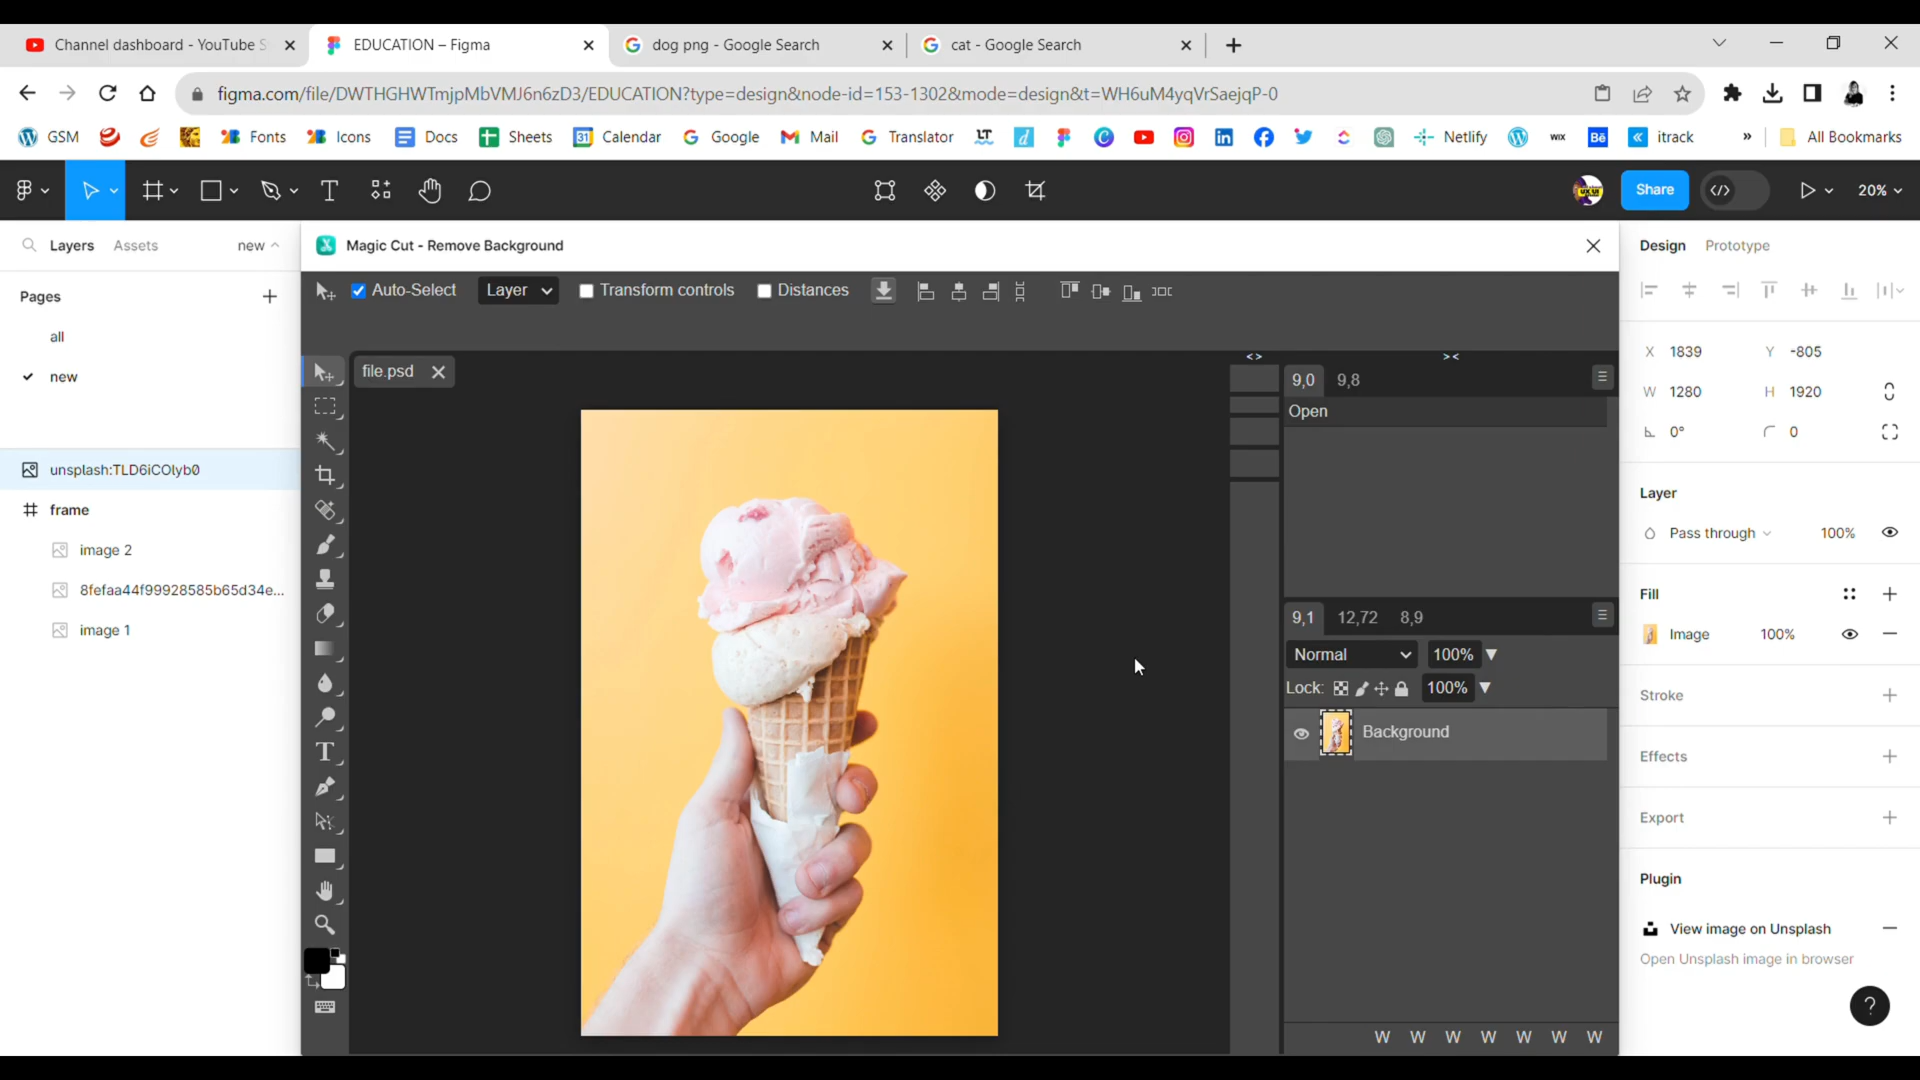 Channel dashboard - YouTube S
EDUCATION – Figma
dog png - Google Search
cat - Google Search
figma.com/file/DWTHGHWTmjpMbVMJ6n6zD3/EDUCATION?type=design&node-id=153-1302&mode=design&t=WH6uM4yqVrSaejqP-0
GSM Fonts Icons Docs Sheets Calendar Google Mail Translator Netlify WIX Bē itrack » All Bookmarks
Share 20%
Layers Assets new
Magic Cut - Remove Background
Design Prototype
Pages
all
new
unsplash:TLD6iCOlyb0
frame
image 2
8fefaa44f99928585b65d34e...
image 1
Auto-Select Layer Transform controls Distances
file.psd
<> ><
9,0 9,8
Open
9,1 12,72 8,9
Normal 100%
Lock: 100%
Background
W W W W W W W
X 1839 Y -805
W 1280 H 1920
0° 0
Layer
Pass through 100%
Fill
Image 100%
Stroke
Effects
Export
Plugin
View image on Unsplash
Open Unsplash image in browser
?